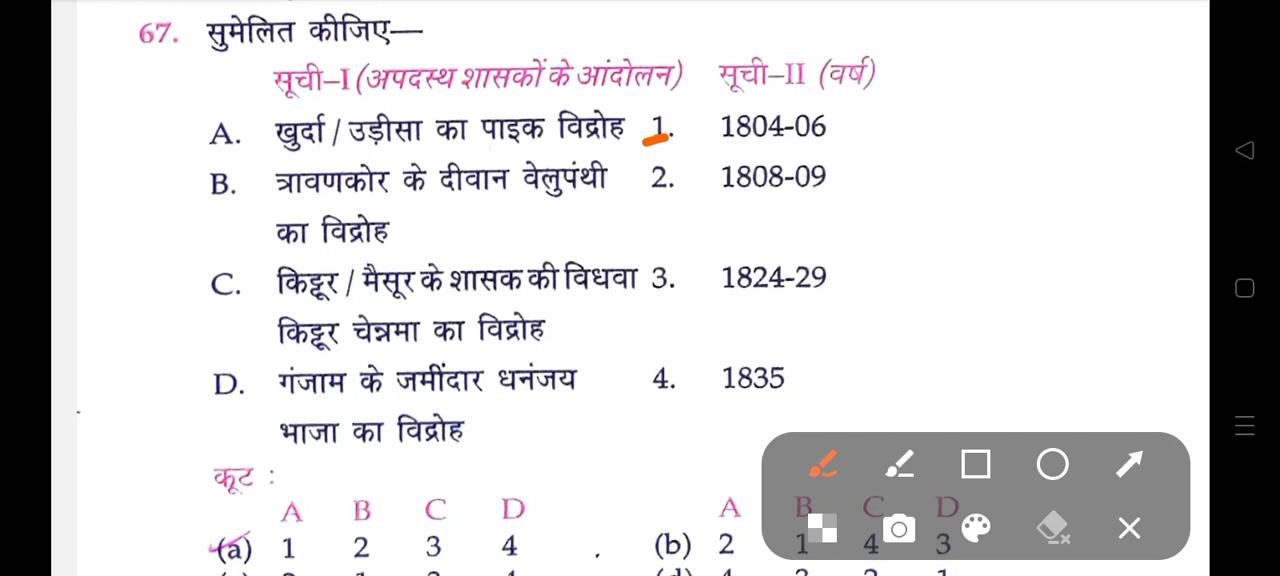 67. सुमेलित कीजिए—
सूची–I (अपदस्थ शासकों के आंदोलन) सूची–II (वर्ष)
A. खुर्दा / उड़ीसा का पाइक विद्रोह 1. 1804-06
B. त्रावणकोर के दीवान वेलुपंथी 2. 1808-09
का विद्रोह
C. किट्टूर / मैसूर के शासक की विधवा 3. 1824-29
किट्टूर चेन्नमा का विद्रोह
D. गंजाम के जमींदार धनंजय 4. 1835
भाजा का विद्रोह
कूट :
A B C D A B C D
(a) 1 2 3 4 (b) 2 1 4 3